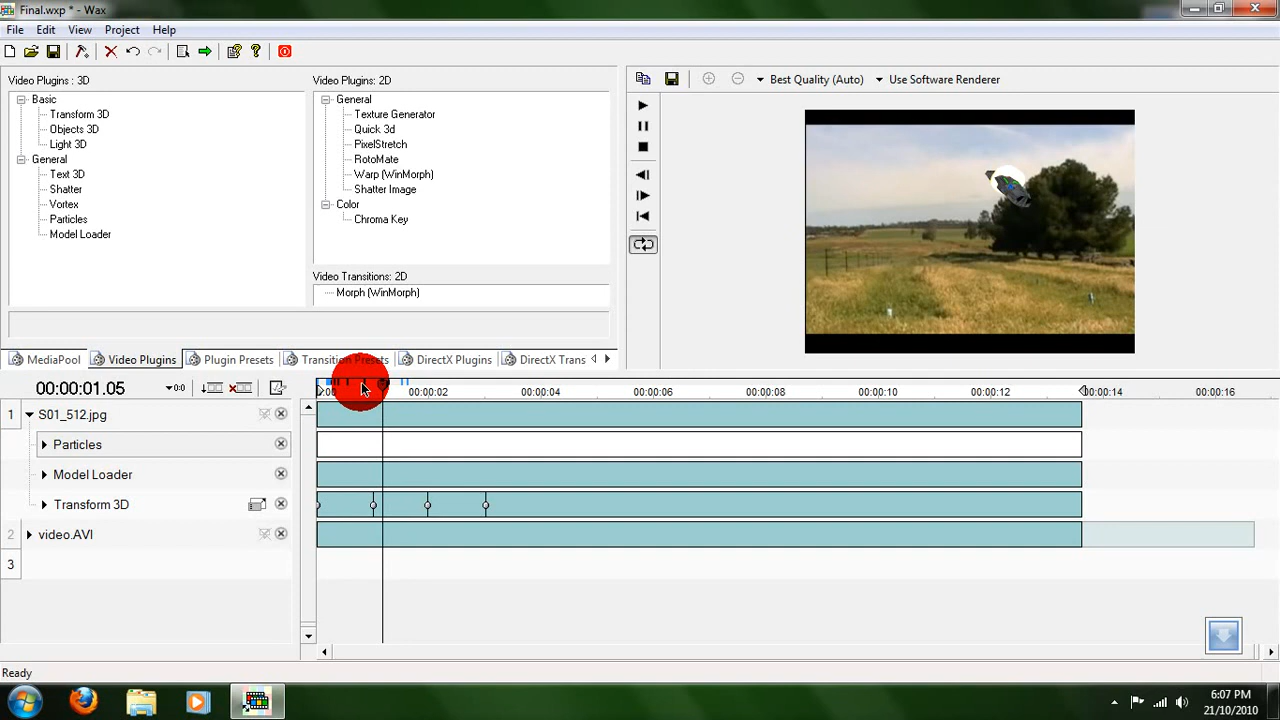 Final.wxp * - Wax
File Edit View Project Help
Video Plugins : 3D
Basic
Transform 3D
Objects 3D
Light 3D
General
Text 3D
Shatter
Vortex
Particles
Model Loader
Video Plugins: 2D
General
Texture Generator
Quick 3d
PixelStretch
RotoMate
Warp (WinMorph)
Shatter Image
Color
Chroma Key
Video Transitions: 2D
Morph (WinMorph)
Best Quality (Auto) Use Software Renderer
MediaPool Video Plugins Plugin Presets Transition Presets DirectX Plugins DirectX Trans
00:00:01.05
00:00:02 00:00:04 00:00:06 00:00:08 00:00:10 00:00:12 00:00:14 00:00:16
1 S01_512.jpg
Particles
Model Loader
Transform 3D
2 video.AVI
3
Ready
6:07 PM
21/10/2010